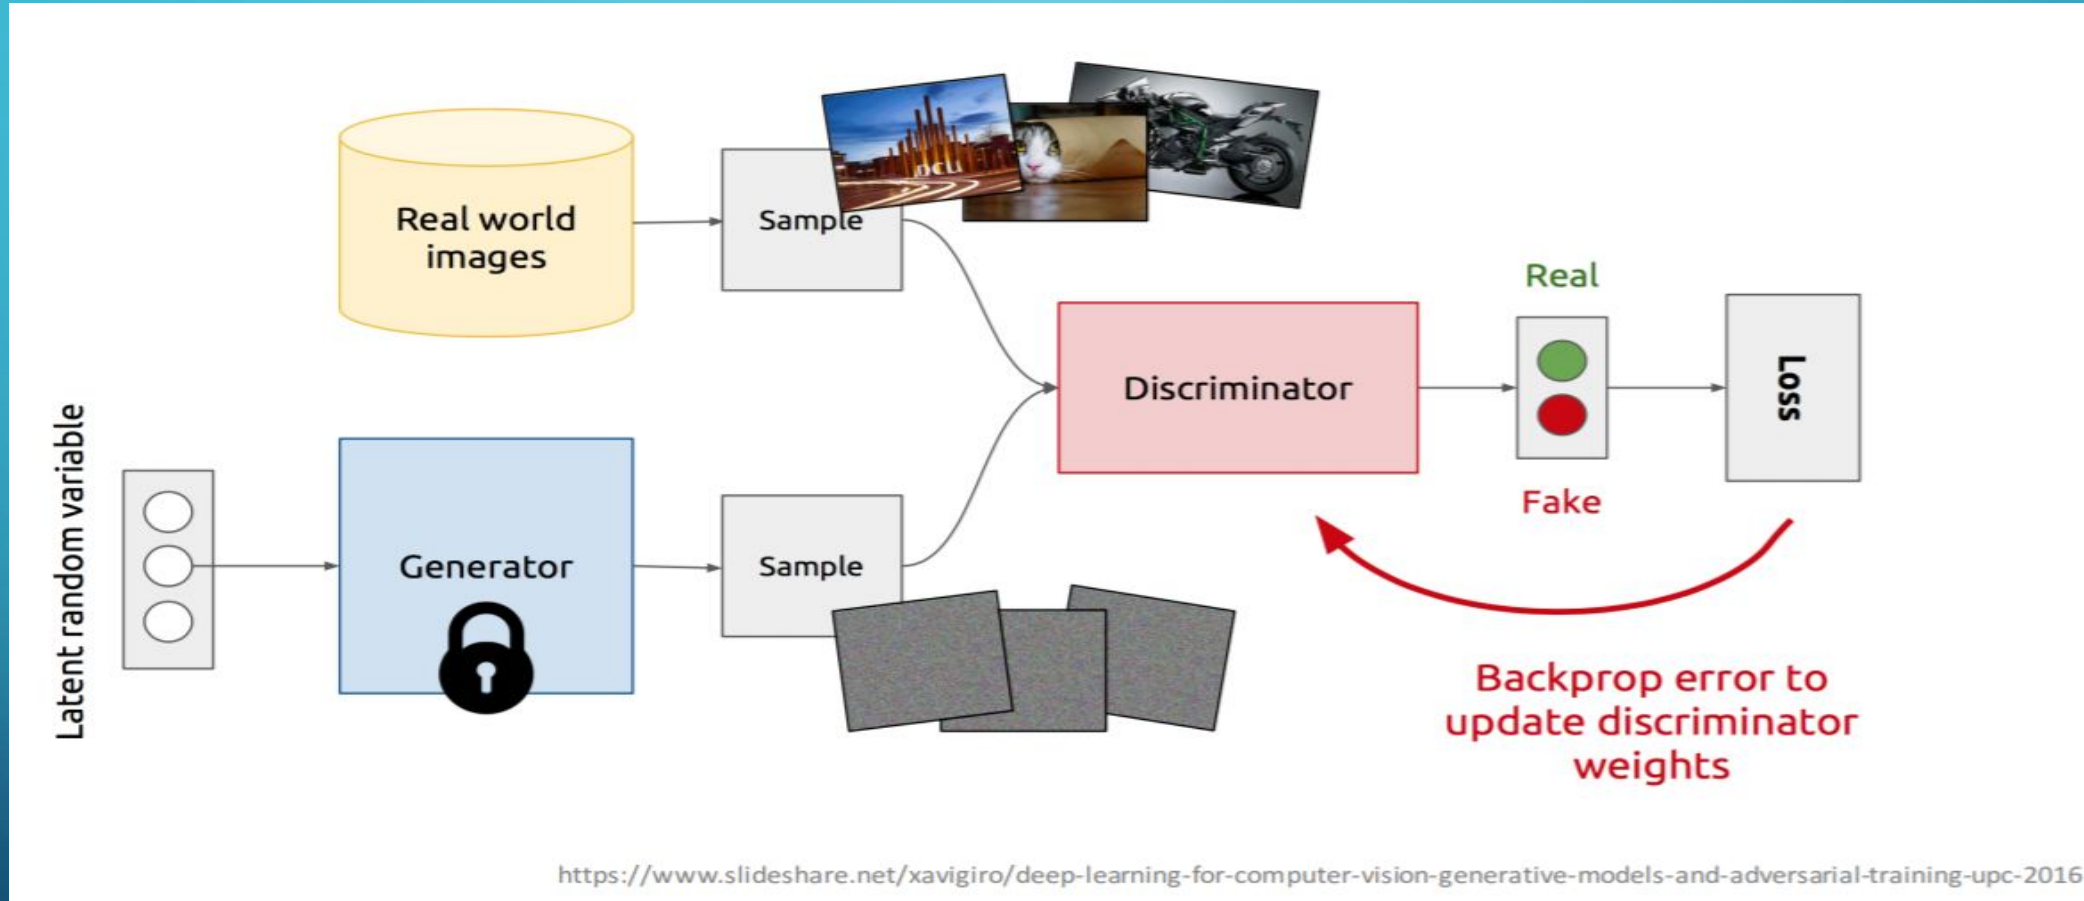 Real world
images
Sample
DCU
Latent random variable
Generator
Sample
Discriminator
Real
Fake
Loss
Backprop error to
update discriminator
weights
https://www.slideshare.net/xavigiro/deep-learning-for-computer-vision-generative-models-and-adversarial-training-upc-2016